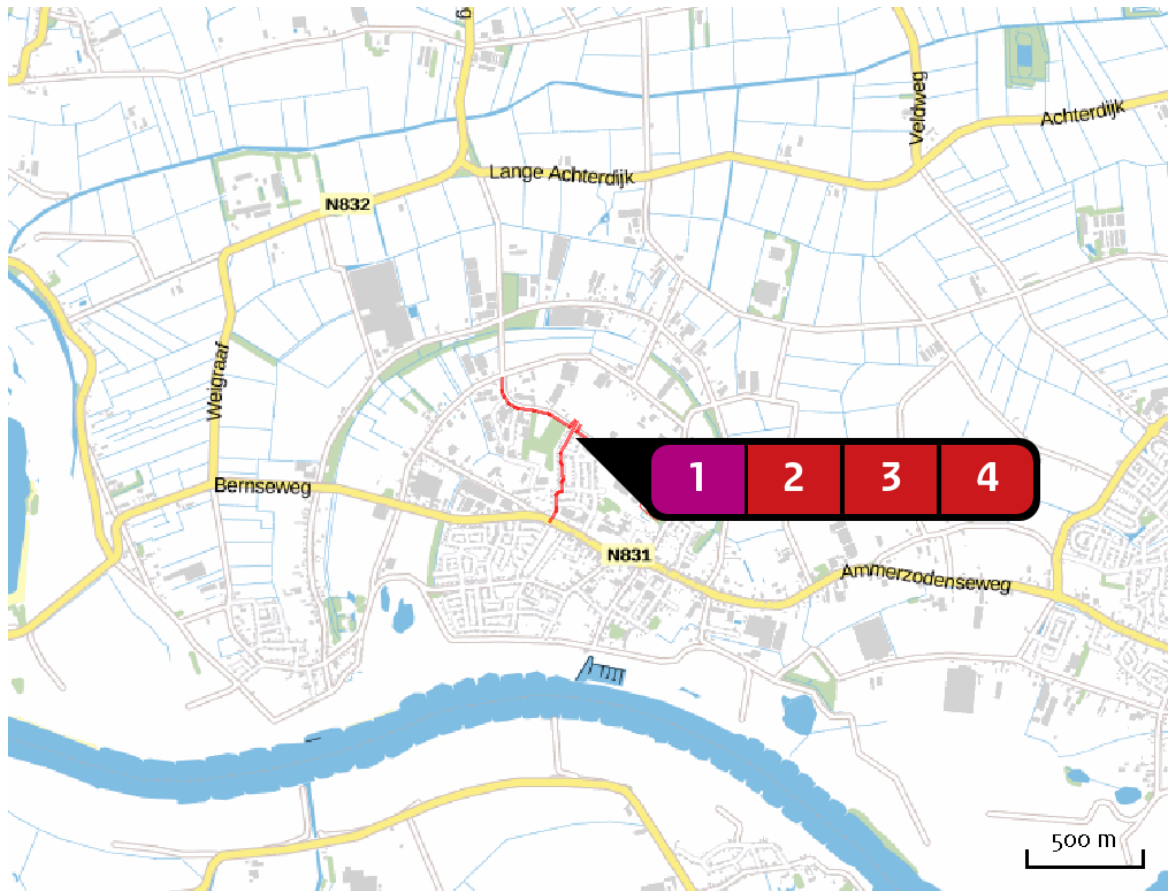 Veldweg
Achterdijk
Lange Achterdijk
N832
Weigraaf
1 2 3 4
Bernseweg
N831
Ammerzodenseweg
500 m